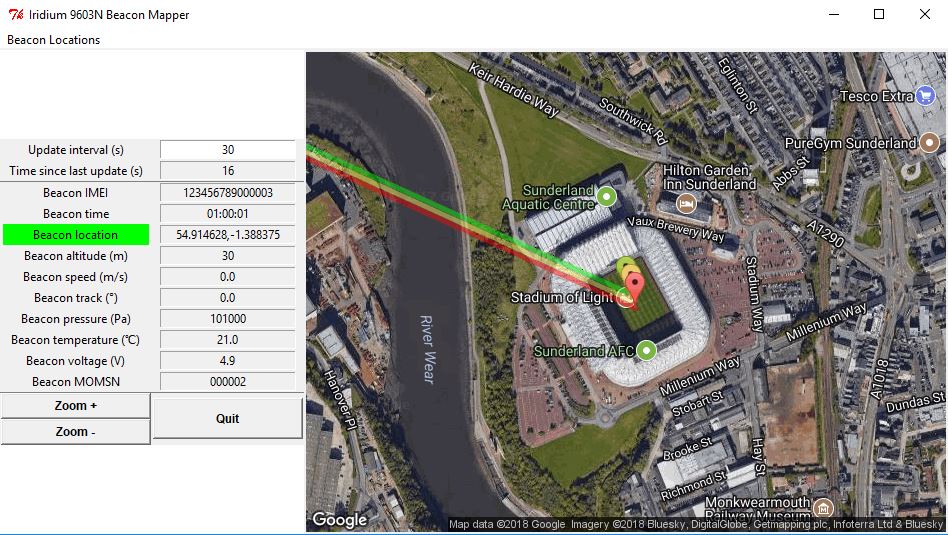 Iridium 9603N Beacon Mapper
Beacon Locations
Update interval (s) 30
Time since last update (s) 16
Beacon IMEI 123456789000003
Beacon time 01:00:01
Beacon location 54.914628,-1.388375
Beacon altitude (m) 30
Beacon speed (m/s) 0.0
Beacon track (°) 0.0
Beacon pressure (Pa) 101000
Beacon temperature (℃) 21.0
Beacon voltage (V) 4.9
Beacon MOMSN 000002
Zoom +
Zoom -
Quit
Keir Hardie Way
Southwick Rd
Eglinton St
Tesco Extra
PureGym Sunderland
Abbs St
Hilton Garden
Inn Sunderland
Sunderland
Aquatic Centre
Vaux Brewery Way
A1290
Stadium of Light
Stadium Way
Sunderland AFC
Millenium Way
Millenium Way
A1018
River Wear
Hanover Pl
Stobart St
Dundas St
Brooke St
Hay St
Richmond St
Monkwearmouth
Railway Museum
Google
Map data ©2018 Google Imagery ©2018 Bluesky, DigitalGlobe, Getmapping plc, Infoterra Ltd & Bluesky